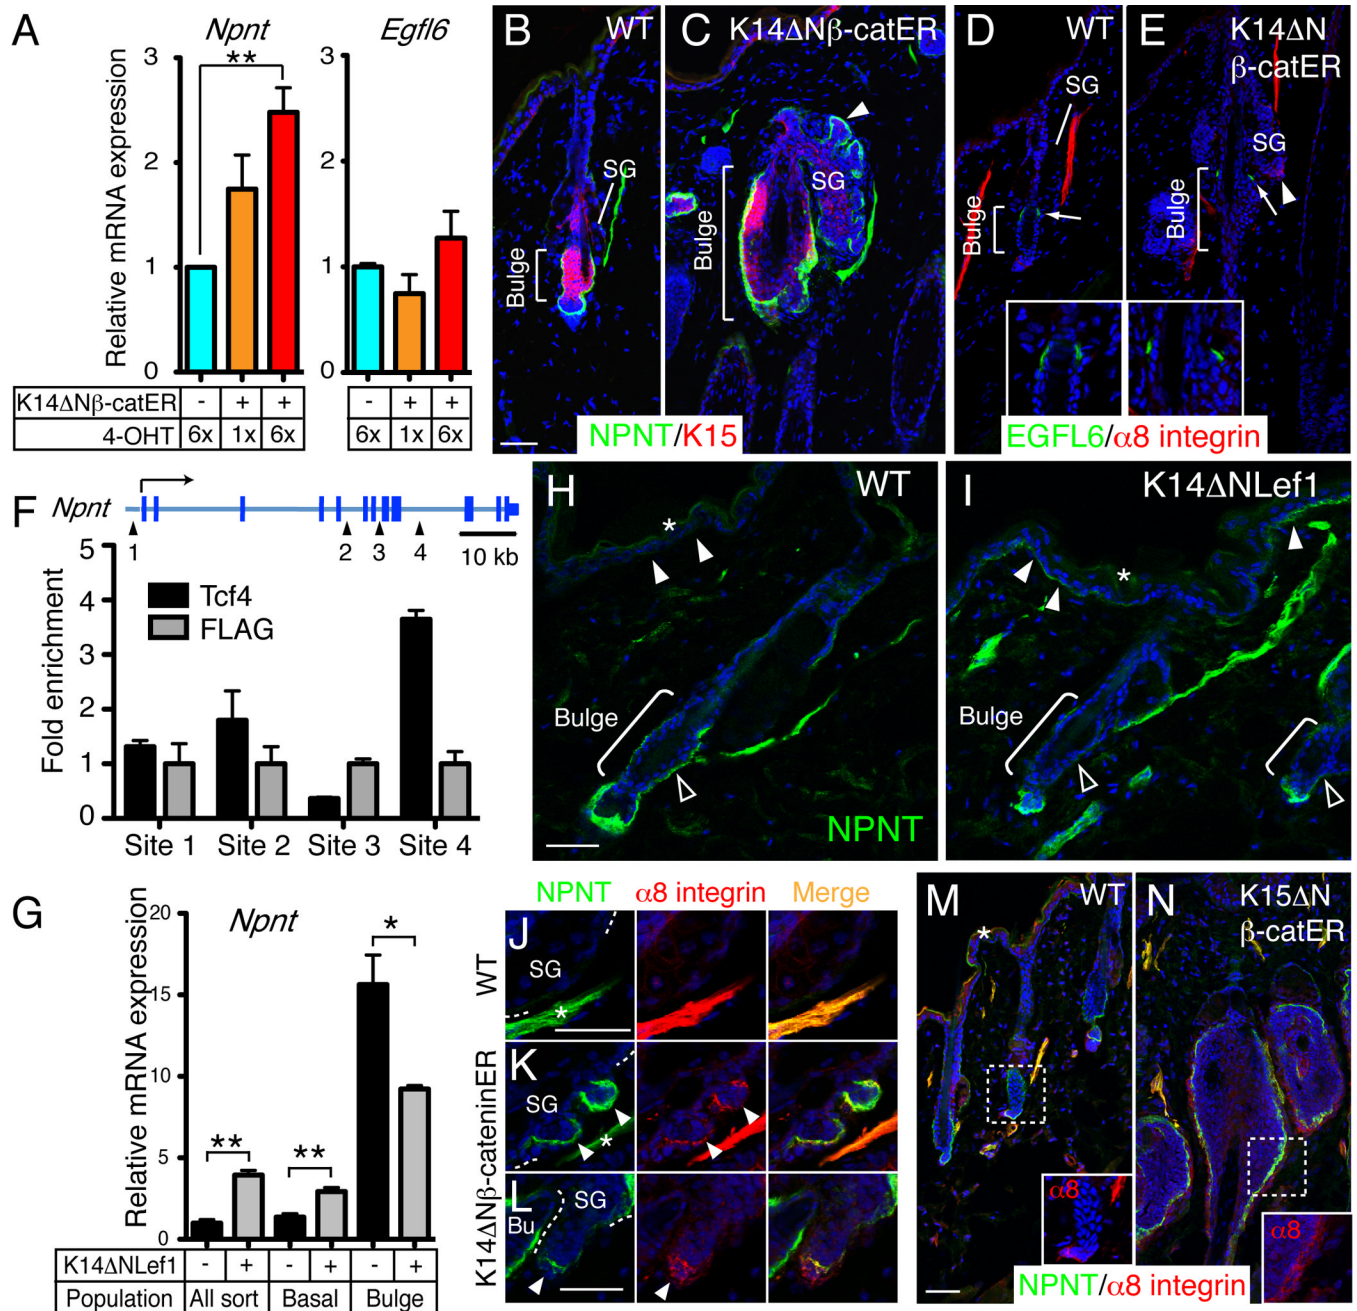 A
Npnt
Egfl6
Relative mRNA expression
3
2
1
0
**
3
2
1
0
K14ΔNβ-catER - + + - + +
4-OHT 6x 1x 6x 6x 1x 6x
B
WT
SG
Bulge
C
K14ΔNβ-catER
SG
Bulge
NPNT/K15
D
WT
SG
Bulge
E
K14ΔN
β-catER
SG
Bulge
EGFL6/α8 integrin
F
Npnt
1 2 3 4
10 kb
Fold enrichment
5
4
3
2
1
0
Tcf4
FLAG
Site 1 Site 2 Site 3 Site 4
H
WT
*
Bulge
NPNT
I
K14ΔNLef1
*
Bulge
G
Npnt
Relative mRNA expression
20
15
10
5
0
** ** *
K14ΔNLef1 - + - + - +
Population All sort Basal Bulge
NPNT α8 integrin Merge
WT
J
SG
*
K14ΔNβ-cateninER
K
SG
*
L
SG
Bu
M
WT
*
α8
N
K15ΔN
β-catER
α8
NPNT/α8 integrin